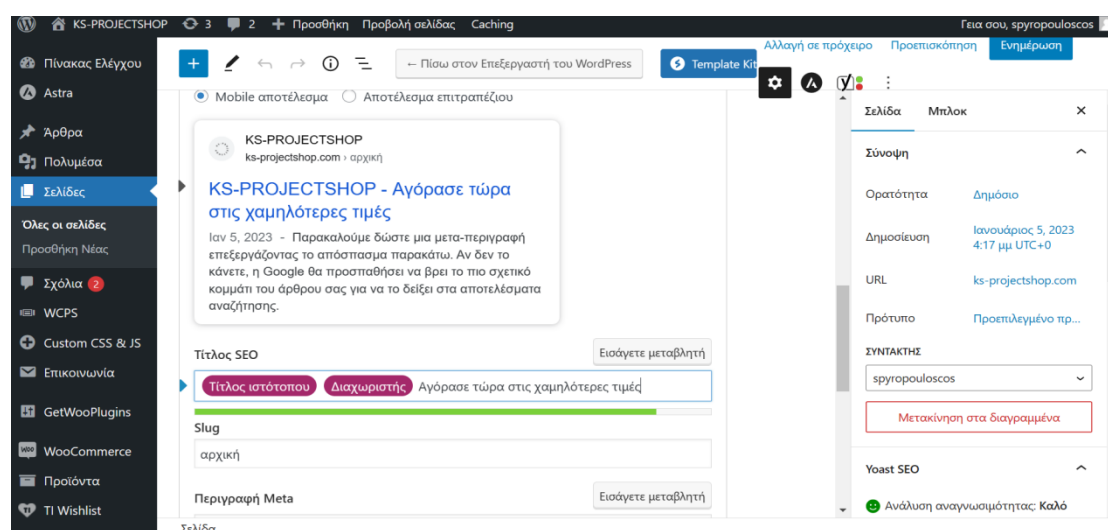 KS-PROJECTSHOP 3 2 + Προσθήκη Προβολή σελίδας Caching Γεια σου, spyropouloscos
Πίνακας Ελέγχου
Astra
Άρθρα
Πολυμέσα
Σελίδες
Όλες οι σελίδες
Προσθήκη Νέας
Σχόλια 2
WCPS
Custom CSS & JS
Επικοινωνία
GetWooPlugins
WooCommerce
Προϊόντα
TI Wishlist
← Πίσω στον Επεξεργαστή του WordPress Template Kit
Αλλαγή σε πρόχειρο Προεπισκόπηση Ενημέρωση
Mobile αποτέλεσμα Αποτέλεσμα επιτραπέζιου
KS-PROJECTSHOP
ks-projectshop.com › αρχική
KS-PROJECTSHOP - Αγόρασε τώρα
στις χαμηλότερες τιμές
Ιαν 5, 2023 - Παρακαλούμε δώστε μια μετα-περιγραφή
επεξεργάζοντας το απόσπασμα παρακάτω. Αν δεν το
κάνετε, η Google θα προσπαθήσει να βρει το πιο σχετικό
κομμάτι του άρθρου σας για να το δείξει στα αποτελέσματα
αναζήτησης.
Τίτλος SEO Εισάγετε μεταβλητή
Τίτλος ιστότοπου Διαχωριστής Αγόρασε τώρα στις χαμηλότερες τιμές
Slug
αρχική
Περιγραφή Meta Εισάγετε μεταβλητή
Σελίδα
Σελίδα Μπλοκ
Σύνοψη
Ορατότητα Δημόσιο
Δημοσίευση Ιανουάριος 5, 2023
4:17 μμ UTC+0
URL ks-projectshop.com
Πρότυπο Προεπιλεγμένο πρ...
ΣΥΝΤΑΚΤΗΣ
spyropouloscos
Μετακίνηση στα διαγραμμένα
Yoast SEO
Ανάλυση αναγνωσιμότητας: Καλό